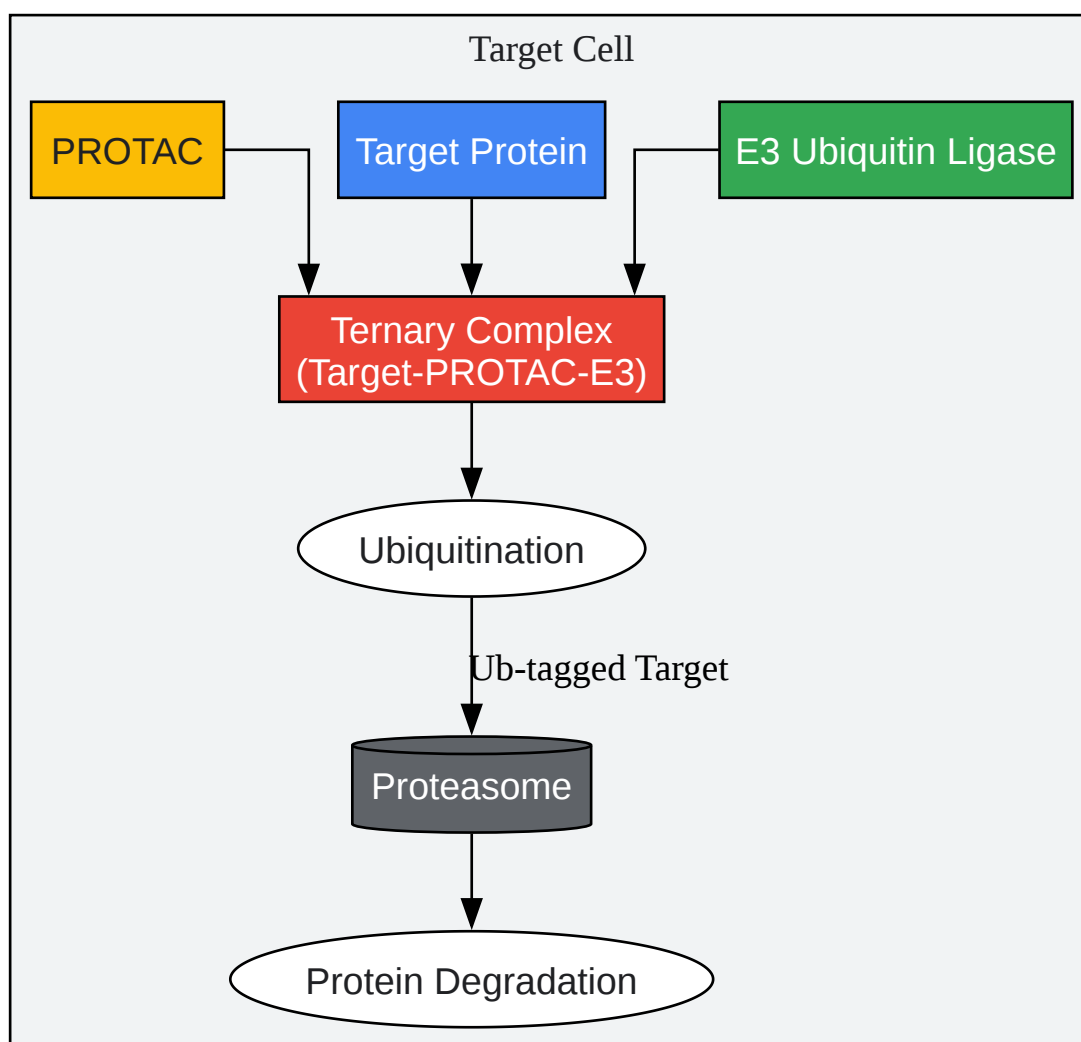 Target Cell
PROTAC
Target Protein
E3 Ubiquitin Ligase
Ternary Complex
(Target-PROTAC-E3)
Ubiquitination
Ub-tagged Target
Proteasome
Protein Degradation